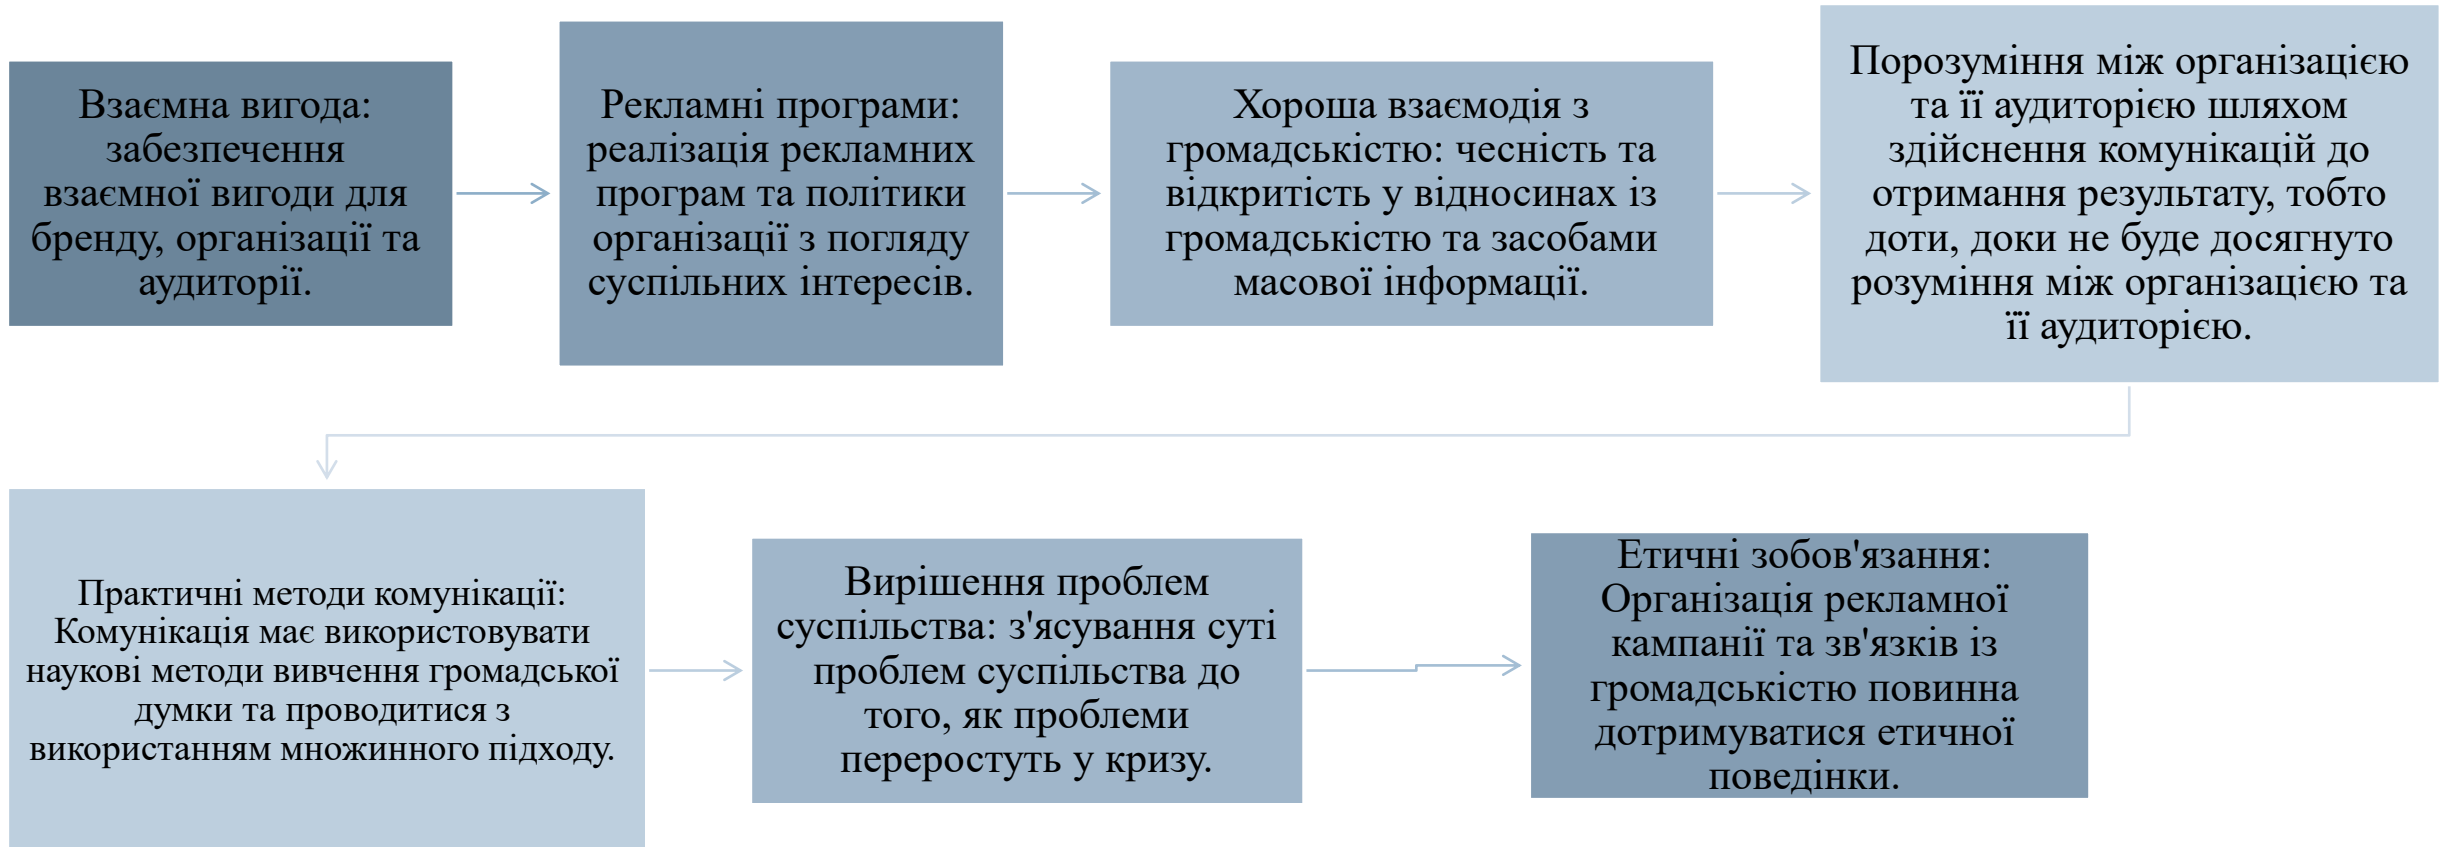 Взаємна вигода:
забезпечення
взаємної вигоди для
бренду, організації та
аудиторії.
Рекламні програми:
реалізація рекламних
програм та політики
організації з погляду
суспільних інтересів.
Хороша взаємодія з
громадськістю: чесність та
відкритість у відносинах із
громадськістю та засобами
масової інформації.
Порозуміння між організацією
та її аудиторією шляхом
здійснення комунікацій до
отримання результату, тобто
доти, доки не буде досягнуто
розуміння між організацією та
її аудиторією.
Практичні методи комунікації:
Комунікація має використовувати
наукові методи вивчення громадської
думки та проводитися з
використанням множинного підходу.
Вирішення проблем
суспільства: з'ясування суті
проблем суспільства до
того, як проблеми
переростуть у кризу.
Етичні зобов'язання:
Організація рекламної
кампанії та зв'язків із
громадськістю повинна
дотримуватися етичної
поведінки.